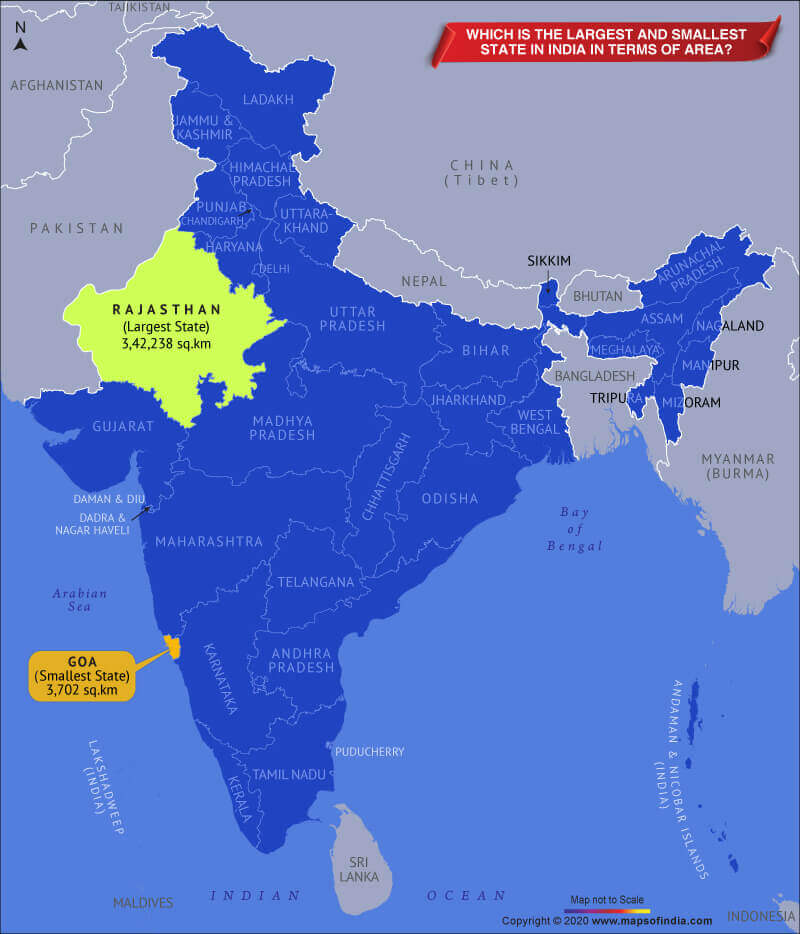 TAJIKISTAN
N
WHICH IS THE LARGEST AND SMALLEST
STATE IN INDIA IN TERMS OF AREA?
AFGHANISTAN
LADAKH
JAMMU &
KASHMIR
CHINA
(Tibet)
HIMACHAL
PRADESH
PUNJAB
CHANDIGARH
UTTARA-
KHAND
PAKISTAN
HARYANA
DELHI
SIKKIM
ARUNACHAL
PRADESH
NEPAL
BHUTAN
RAJASTHAN
(Largest State)
3,42,238 sq.km
UTTAR
PRADESH
ASSAM
NAGALAND
BIHAR
MEGHALAYA
MANIPUR
BANGLADESH
JHARKHAND
TRIPURA
MIZORAM
GUJARAT
MADHYA
PRADESH
WEST
BENGAL
CHHATTISGARH
MYANMAR
(BURMA)
DAMAN & DIU
DADRA &
NAGAR HAVELI
ODISHA
MAHARASHTRA
Bay
of
Bengal
TELANGANA
Arabian
Sea
GOA
(Smallest State)
3,702 sq.km
KARNATAKA
ANDHRA
PRADESH
ANDAMAN & NICOBAR ISLANDS
(INDIA)
LAKSHADWEEP
(INDIA)
PUDUCHERRY
KERALA
TAMIL NADU
SRI
LANKA
MALDIVES
INDIAN OCEAN
Map not to Scale
Copyright © 2020 www.mapsofindia.com
INDONESIA